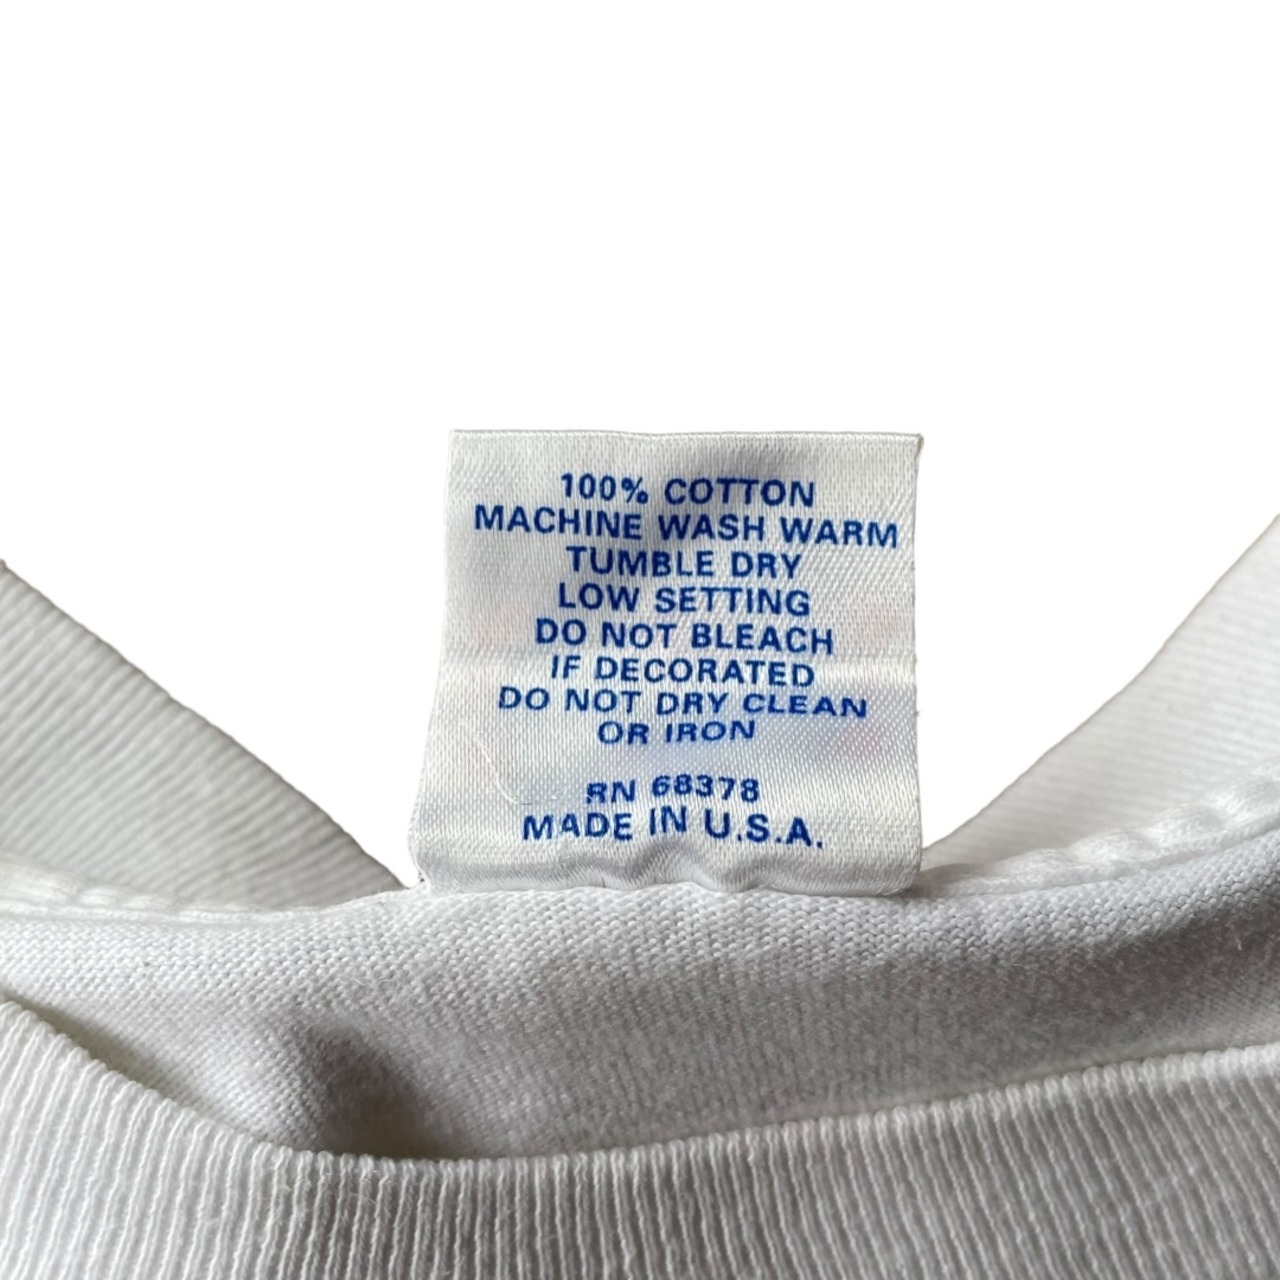 100% COTTON
MACHINE WASH WARM
TUMBLE DRY
LOW SETTING
DO NOT BLEACH
IF DECORATED
DO NOT DRY CLEAN
OR IRON
RN 68378
MADE IN U.S.A.